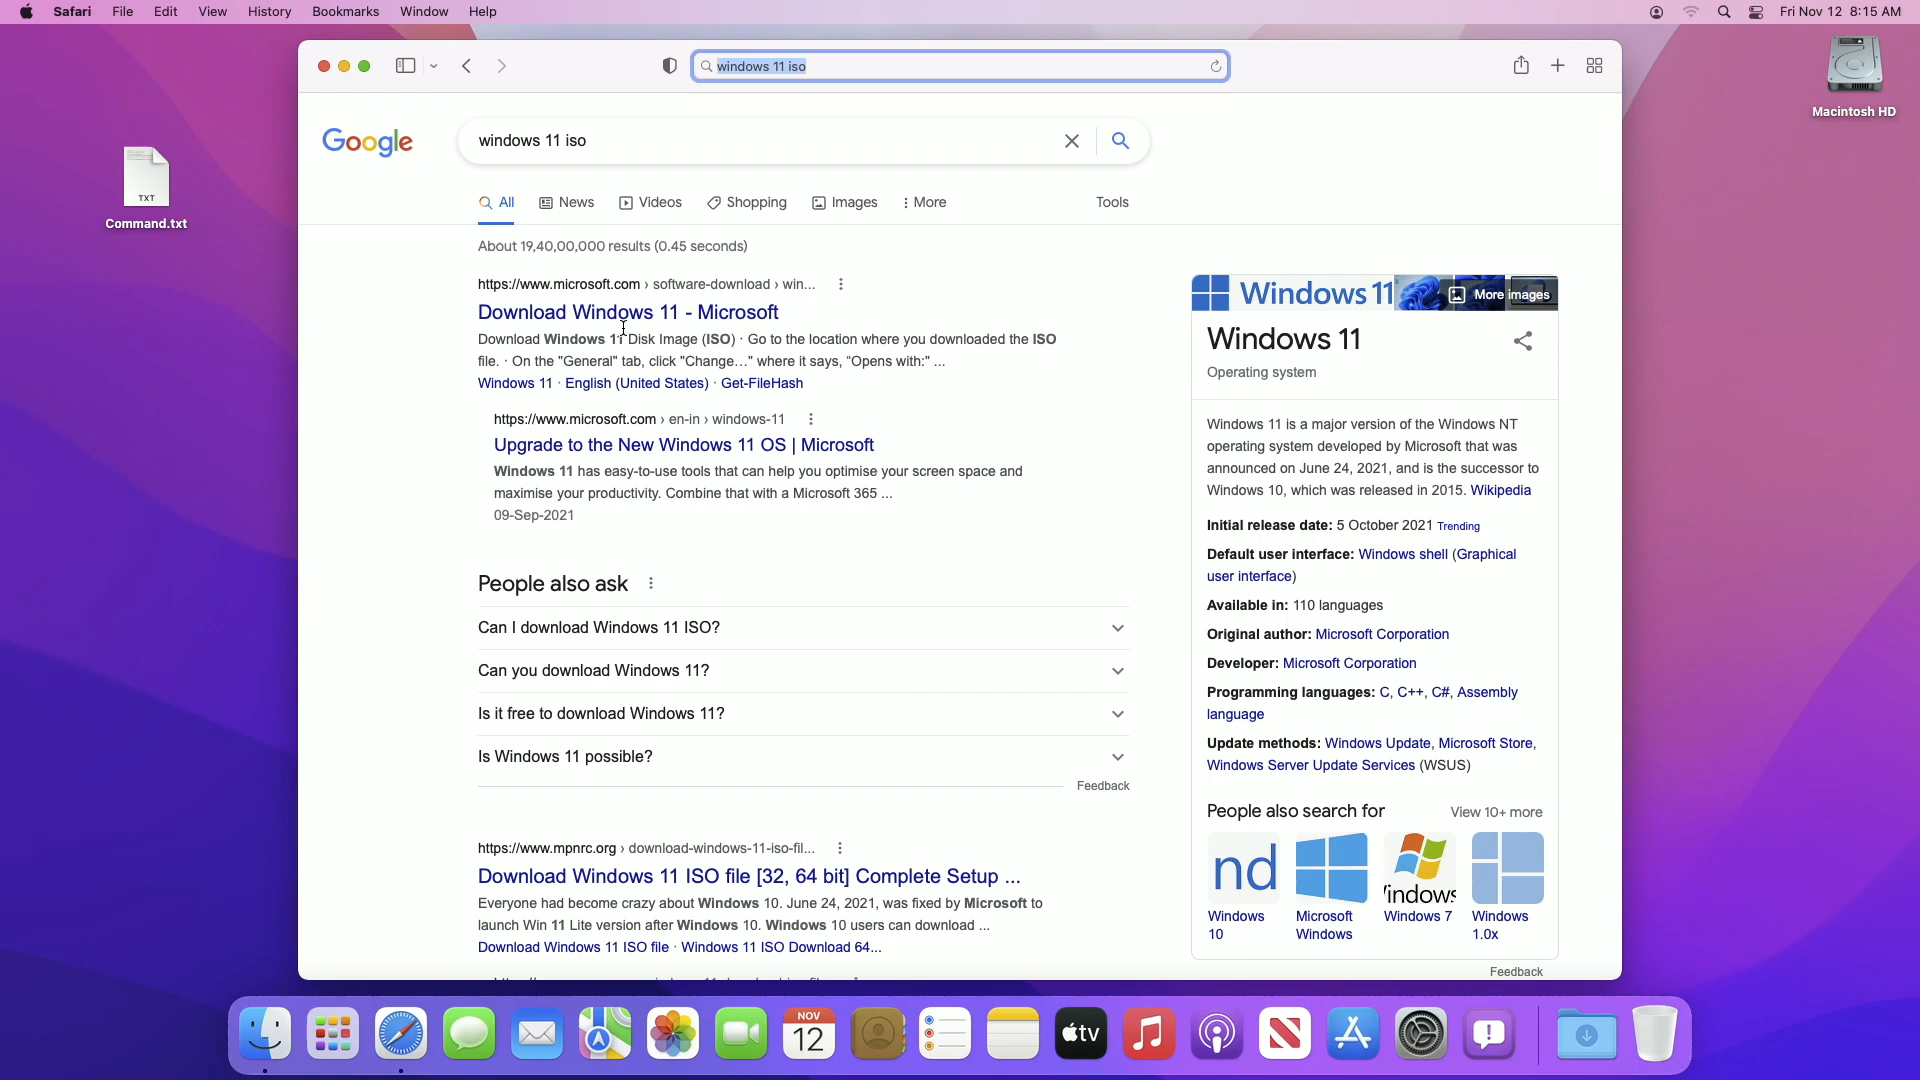 Safari File Edit View History Bookmarks Window Help Fri Nov 12 8:15 AM
windows 11 iso
Macintosh HD
TXT
Command.txt
Google
windows 11 iso
All News Videos Shopping Images More Tools
About 19,40,00,000 results (0.45 seconds)
https://www.microsoft.com › software-download › win...
Download Windows 11 - Microsoft
Download Windows 11 Disk Image (ISO) · Go to the location where you downloaded the ISO
file. · On the "General" tab, click "Change…" where it says, "Opens with:" ...
Windows 11 · English (United States) · Get-FileHash
https://www.microsoft.com › en-in › windows-11
Upgrade to the New Windows 11 OS | Microsoft
Windows 11 has easy-to-use tools that can help you optimise your screen space and
maximise your productivity. Combine that with a Microsoft 365 ...
09-Sep-2021
People also ask
Can I download Windows 11 ISO?
Can you download Windows 11?
Is it free to download Windows 11?
Is Windows 11 possible?
Feedback
https://www.mpnrc.org › download-windows-11-iso-fil...
Download Windows 11 ISO file [32, 64 bit] Complete Setup ...
Everyone had become crazy about Windows 10. June 24, 2021, was fixed by Microsoft to
launch Win 11 Lite version after Windows 10. Windows 10 users can download ...
Download Windows 11 ISO file · Windows 11 ISO Download 64...
Windows 11
More images
Windows 11
Operating system
Windows 11 is a major version of the Windows NT
operating system developed by Microsoft that was
announced on June 24, 2021, and is the successor to
Windows 10, which was released in 2015. Wikipedia
Initial release date: 5 October 2021 Trending
Default user interface: Windows shell (Graphical
user interface)
Available in: 110 languages
Original author: Microsoft Corporation
Developer: Microsoft Corporation
Programming languages: C, C++, C#, Assembly
language
Update methods: Windows Update, Microsoft Store,
Windows Server Update Services (WSUS)
People also search for View 10+ more
nd
indows
Windows
10
Microsoft
Windows
Windows 7
Windows
1.0x
Feedback
NOV
12
tv